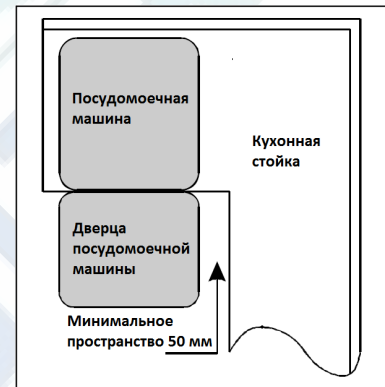 Посудомоечная
машина
Кухонная
стойка
Дверца
посудомоечной
машины
Минимальное
пространство 50 мм